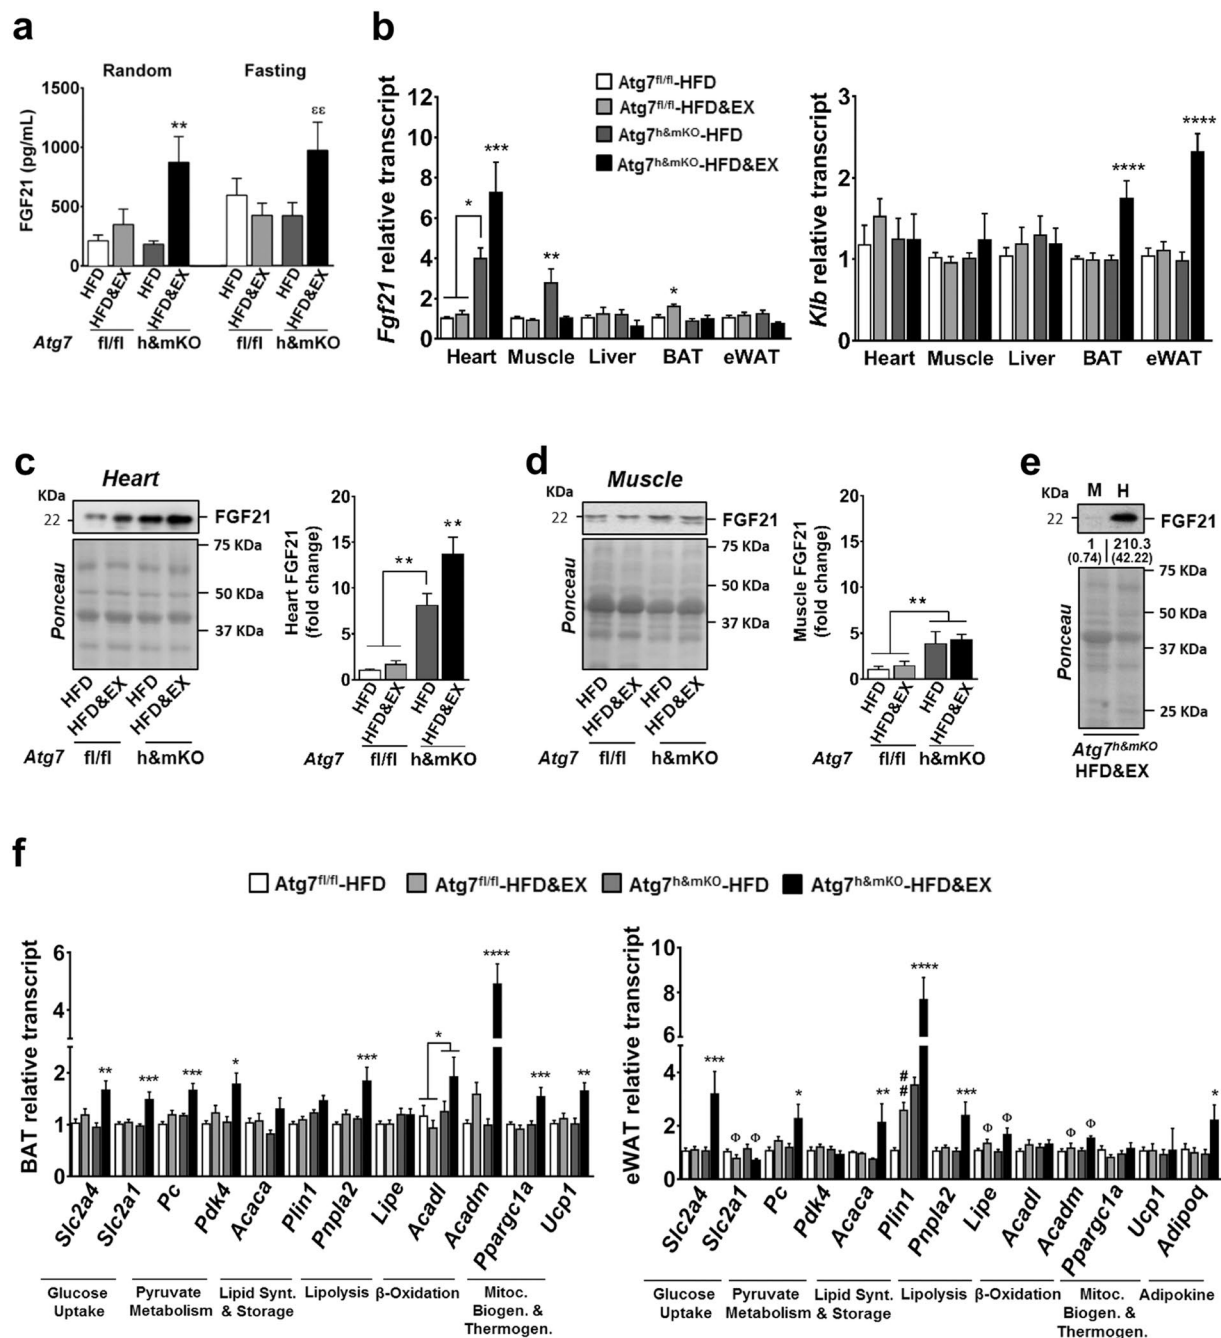 a
Random Fasting
1500
1000
500
0
FGF21 (pg/mL)
** εε
HFD HFD&EX HFD HFD&EX HFD HFD&EX HFD HFD&EX
Atg7 fl/fl h&mKO fl/fl h&mKO
b
Fgf21 relative transcript
12
10
8
6
4
2
0
* *** ** *
Heart Muscle Liver BAT eWAT
Atg7fl/fl-HFD
Atg7fl/fl-HFD&EX
Atg7h&mKO-HFD
Atg7h&mKO-HFD&EX
Klb relative transcript
3
2
1
0
**** ****
Heart Muscle Liver BAT eWAT
c
Heart
KDa
22 FGF21
75 KDa
50 KDa
37 KDa
Ponceau
HFD HFD&EX HFD HFD&EX
Atg7 fl/fl h&mKO
Heart FGF21
(fold change)
20
15
10
5
0
** **
HFD HFD&EX HFD HFD&EX
Atg7 fl/fl h&mKO
d
Muscle
KDa
22 FGF21
75 KDa
50 KDa
37 KDa
Ponceau
HFD HFD&EX HFD HFD&EX
Atg7 fl/fl h&mKO
Muscle FGF21
(fold change)
20
15
10
5
0
**
HFD HFD&EX HFD HFD&EX
Atg7 fl/fl h&mKO
e
KDa M H
22 FGF21
1 210.3
(0.74) (42.22)
75 KDa
50 KDa
37 KDa
25 KDa
Ponceau
Atg7h&mKO
HFD&EX
f
Atg7fl/fl-HFD Atg7fl/fl-HFD&EX Atg7h&mKO-HFD Atg7h&mKO-HFD&EX
BAT relative transcript
6
4
2
1
0
** *** *** * *** * **** *** **
Slc2a4 Slc2a1 Pc Pdk4 Acaca Plin1 Pnpla2 Lipe Acadl Acadm Ppargc1a Ucp1
Glucose
Uptake
Pyruvate
Metabolism
Lipid Synt.
& Storage
Lipolysis
β-Oxidation
Mitoc.
Biogen. &
Thermogen.
eWAT relative transcript
10
8
6
4
2
0
*** Φ Φ * ** # # **** *** Φ Φ Φ Φ *
Slc2a4 Slc2a1 Pc Pdk4 Acaca Plin1 Pnpla2 Lipe Acadl Acadm Ppargc1a Ucp1 Adipoq
Glucose
Uptake
Pyruvate
Metabolism
Lipid Synt.
& Storage
Lipolysis
β-Oxidation
Mitoc.
Biogen. &
Thermogen.
Adipokine